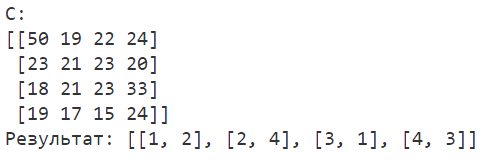 C:
[[50 19 22 24]
 [23 21 23 20]
 [18 21 23 33]
 [19 17 15 24]]
Результат: [[1, 2], [2, 4], [3, 1], [4, 3]]